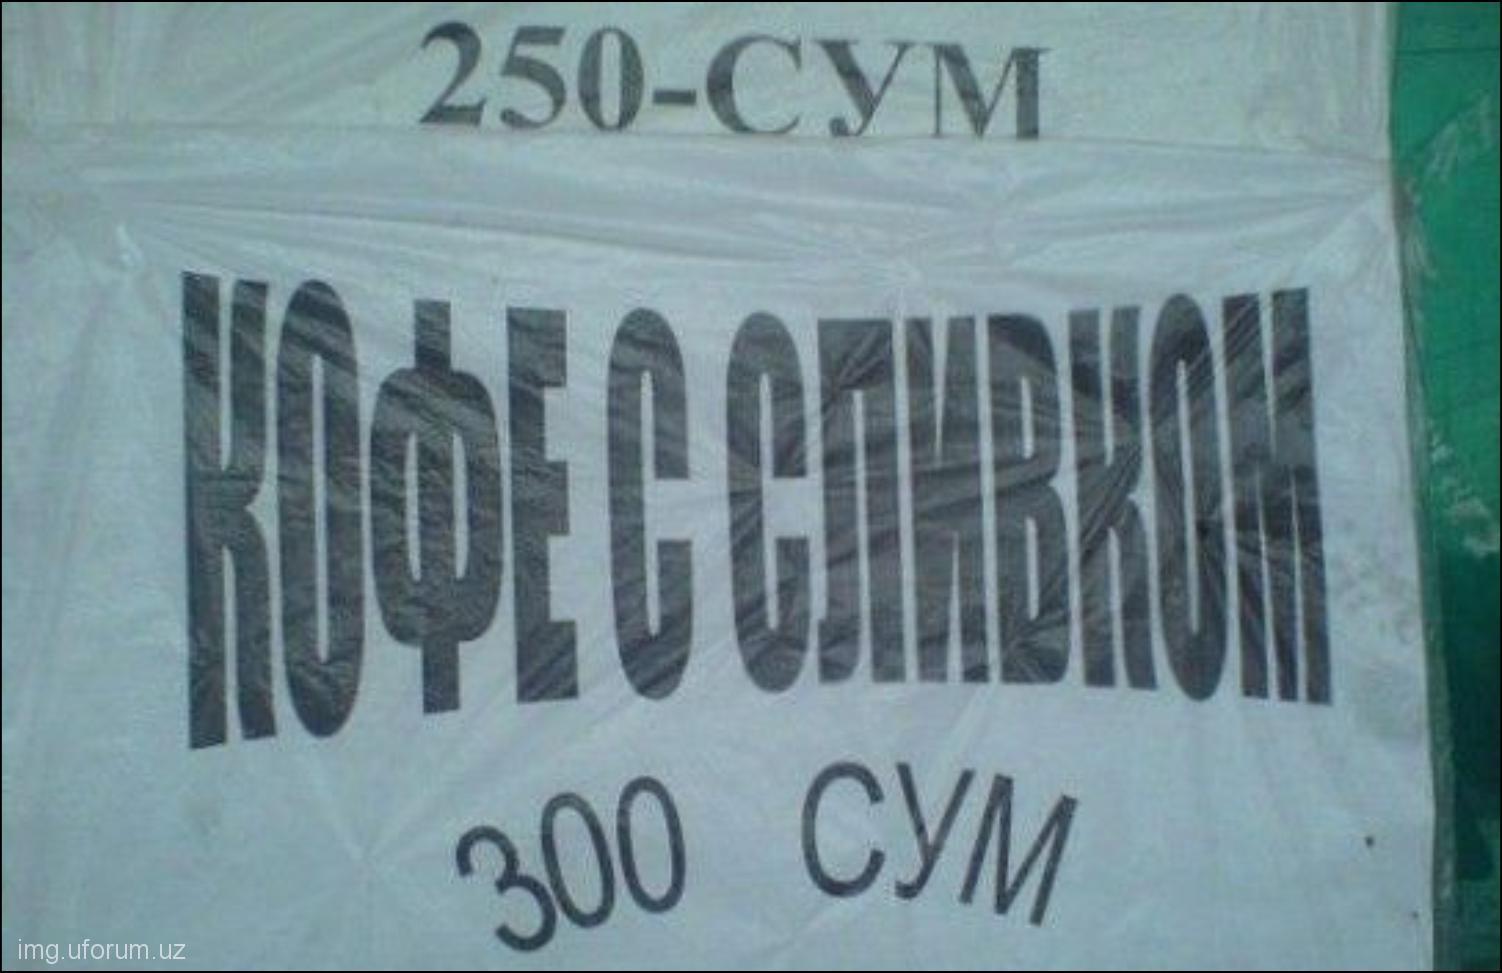 250-СУМ
КОФЕ С СЛИВКОМ
300 СУМ
img.uforum.uz